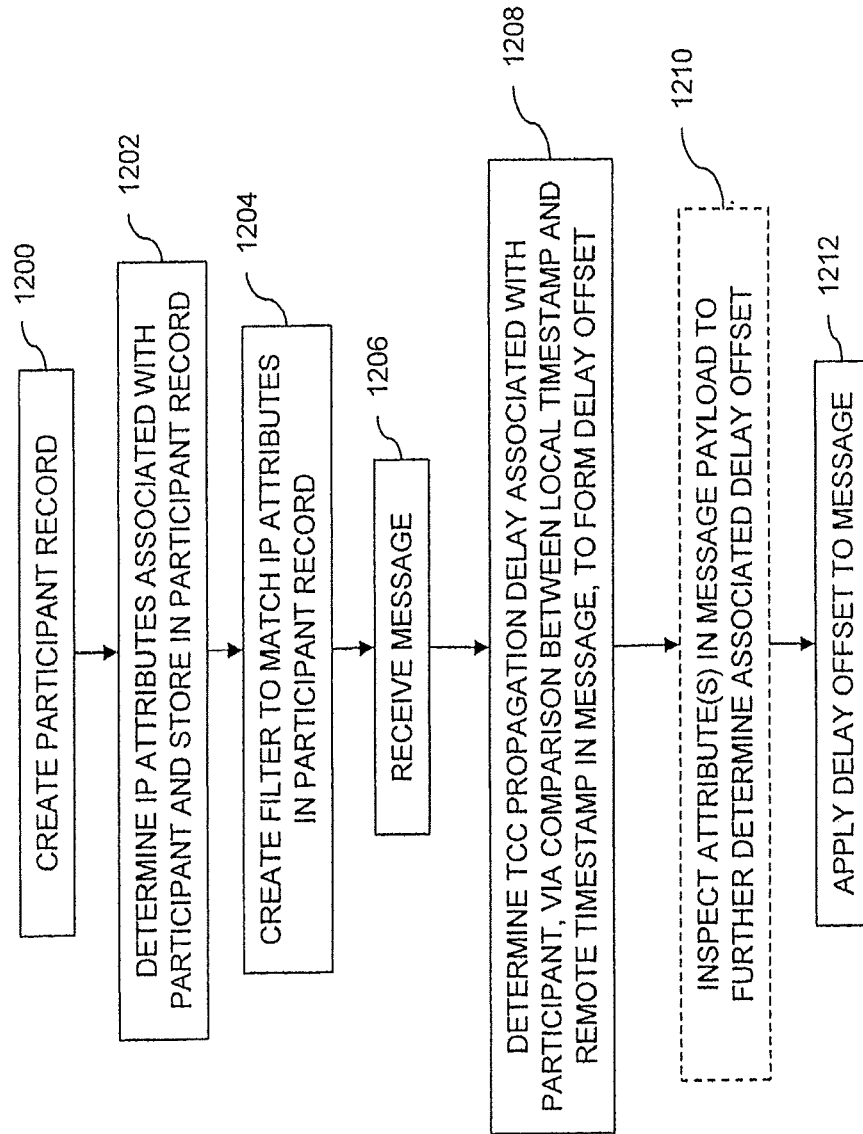 CREATE PARTICIPANT RECORD
1200
DETERMINE IP ATTRIBUTES ASSOCIATED WITH
PARTICIPANT AND STORE IN PARTICIPANT RECORD
1202
CREATE FILTER TO MATCH IP ATTRIBUTES
IN PARTICIPANT RECORD
1204
RECEIVE MESSAGE
1206
DETERMINE TCC PROPAGATION DELAY ASSOCIATED WITH
PARTICIPANT, VIA COMPARISON BETWEEN LOCAL TIMESTAMP AND
REMOTE TIMESTAMP IN MESSAGE, TO FORM DELAY OFFSET
1208
INSPECT ATTRIBUTE(S) IN MESSAGE PAYLOAD TO
FURTHER DETERMINE ASSOCIATED DELAY OFFSET
1210
APPLY DELAY OFFSET TO MESSAGE
1212